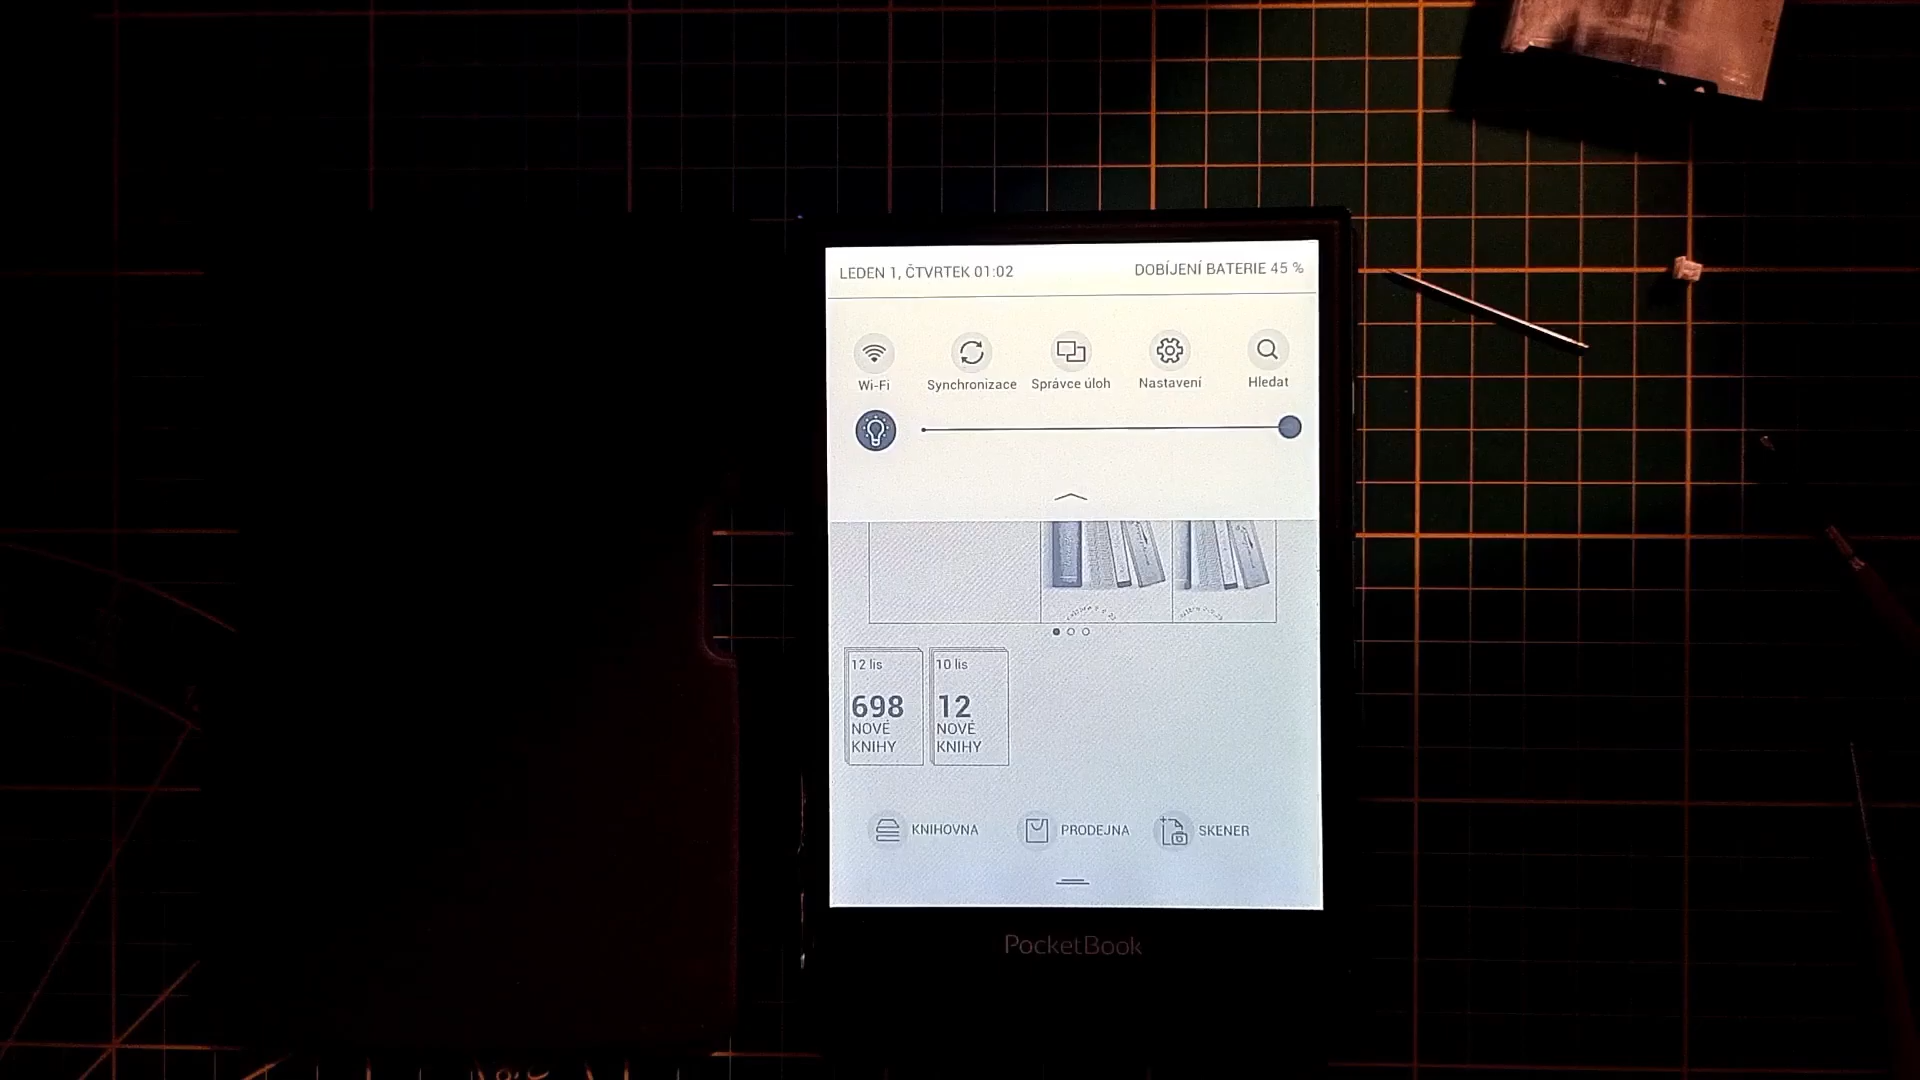 LEDEN 1, ČTVRTEK 01:02
DOBÍJENÍ BATERIE 45 %
Wi-Fi
Synchronizace
Správce úloh
Nastavení
Hledat
12 lis
698
NOVÉ
KNIHY
10 lis
12
NOVÉ
KNIHY
KNIHOVNA
PRODEJNA
SKENER
PocketBook